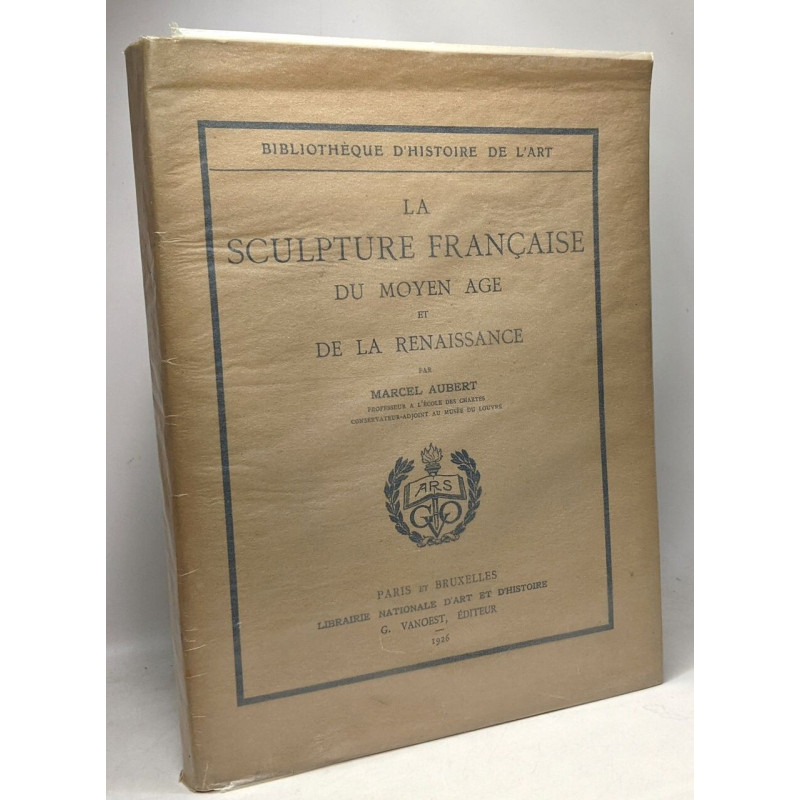 BIBLIOTHÈQUE D'HISTOIRE DE L'ART
LA
SCULPTURE FRANÇAISE
DU MOYEN AGE
ET
DE LA RENAISSANCE
PAR
MARCEL AUBERT
PROFESSEUR A L'ÉCOLE DES CHARTES
CONSERVATEUR-ADJOINT AU MUSÉE DU LOUVRE
ARS
G V O
PARIS ET BRUXELLES
LIBRAIRIE NATIONALE D'ART ET D'HISTOIRE
G. VANOEST, ÉDITEUR
1926